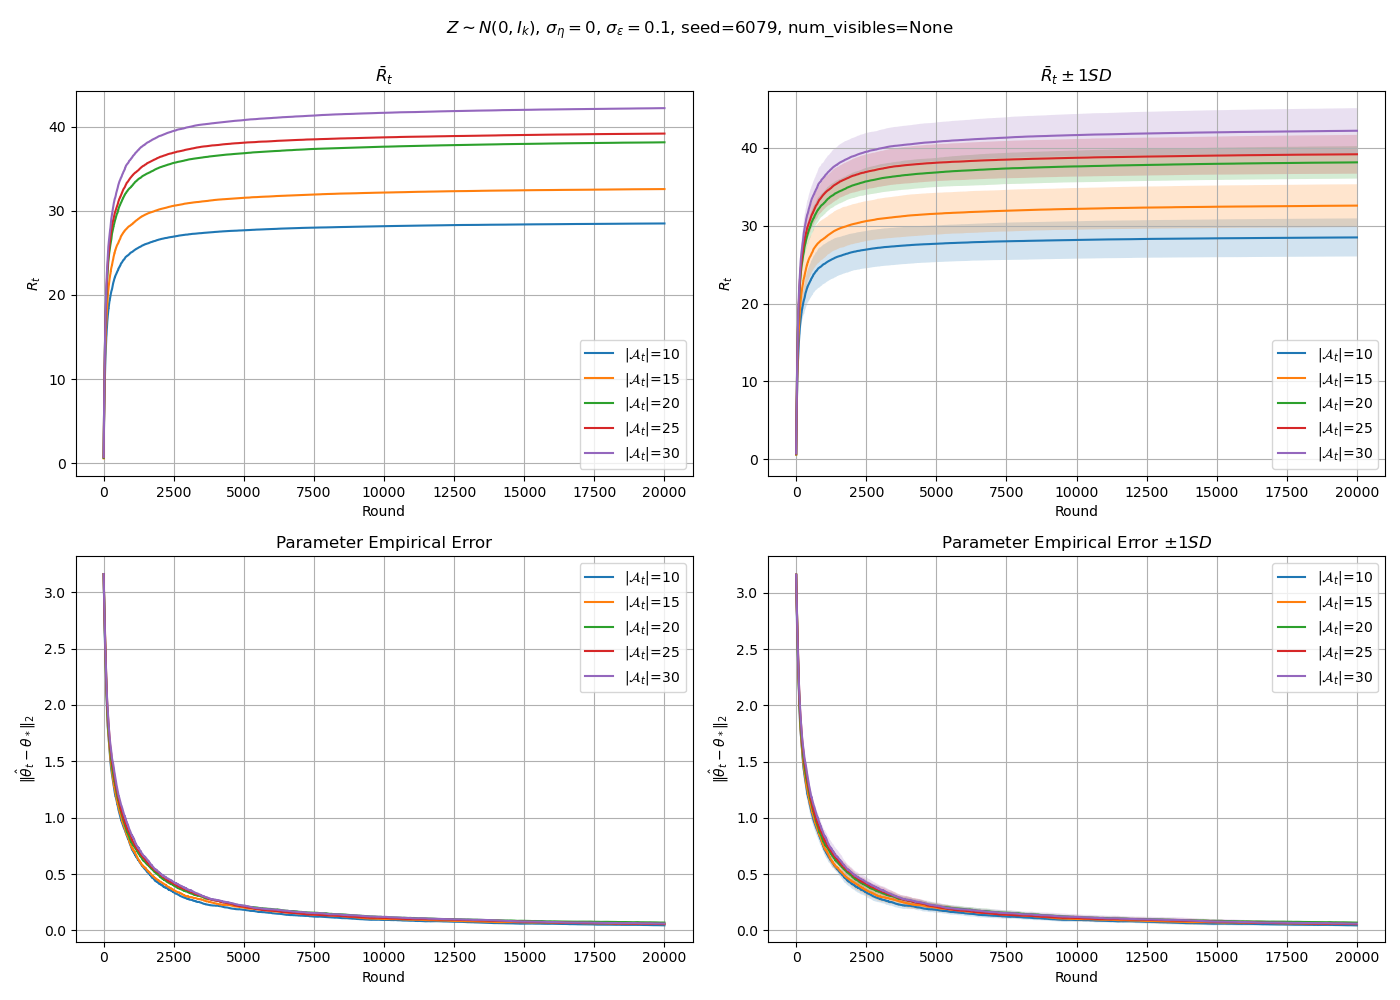 Z ∼ N(0, I_k), σ_η = 0, σ_ε = 0.1, seed=6079, num_visibles=None
R̄_t
R_t
40
30
20
10
0
0 2500 5000 7500 10000 12500 15000 17500 20000
Round
|𝒜_t|=10
|𝒜_t|=15
|𝒜_t|=20
|𝒜_t|=25
|𝒜_t|=30
R̄_t ± 1SD
R_t
40
30
20
10
0
0 2500 5000 7500 10000 12500 15000 17500 20000
Round
|𝒜_t|=10
|𝒜_t|=15
|𝒜_t|=20
|𝒜_t|=25
|𝒜_t|=30
Parameter Empirical Error
‖θ̂_t − θ_*‖_2
3.0
2.5
2.0
1.5
1.0
0.5
0.0
0 2500 5000 7500 10000 12500 15000 17500 20000
Round
|𝒜_t|=10
|𝒜_t|=15
|𝒜_t|=20
|𝒜_t|=25
|𝒜_t|=30
Parameter Empirical Error ±1SD
‖θ̂_t − θ_*‖_2
3.0
2.5
2.0
1.5
1.0
0.5
0.0
0 2500 5000 7500 10000 12500 15000 17500 20000
Round
|𝒜_t|=10
|𝒜_t|=15
|𝒜_t|=20
|𝒜_t|=25
|𝒜_t|=30